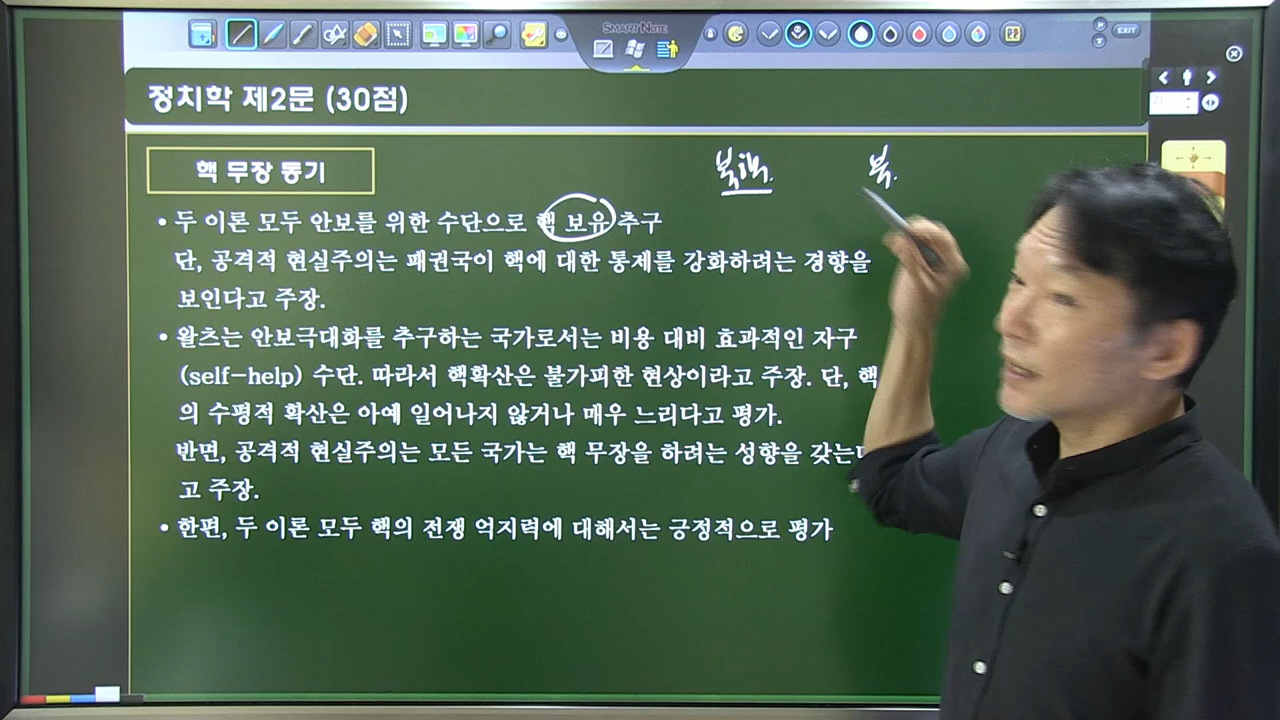 SMART NOTE
EXIT
정치학 제2문 (30점)
핵 무장 동기
북핵.
북.
• 두 이론 모두 안보를 위한 수단으로 핵 보유 추구
단, 공격적 현실주의는 패권국이 핵에 대한 통제를 강화하려는 경향을
보인다고 주장.
• 왈츠는 안보극대화를 추구하는 국가로서는 비용 대비 효과적인 자구
(self-help) 수단. 따라서 핵확산은 불가피한 현상이라고 주장. 단, 핵
의 수평적 확산은 아예 일어나지 않거나 매우 느리다고 평가.
반면, 공격적 현실주의는 모든 국가는 핵 무장을 하려는 성향을
고 주장.
• 한편, 두 이론 모두 핵의 전쟁 억지력에 대해서는 긍정적으로 평가